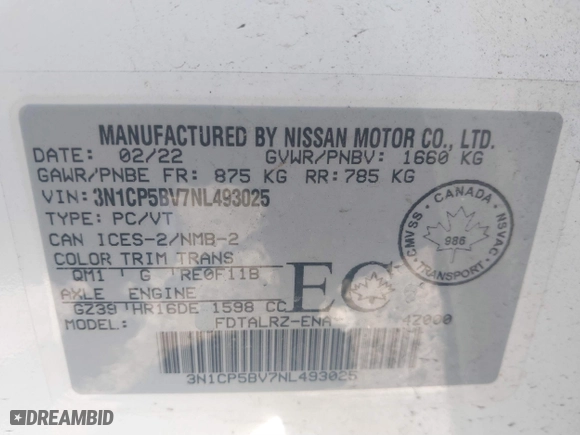 MANUFACTURED BY NISSAN MOTOR CO., LTD.
DATE: 02/22 GVWR/PNBV: 1660 KG
GAWR/PNBE FR: 875 KG RR: 785 KG
VIN: 3N1CP5BV7NL493025
TYPE: PC/VT
CAN ICES-2/NMB-2
COLOR TRIM TRANS
QM1 G RE0F11B
AXLE ENGINE
GZ39 HR16DE 1598 CC
EC
MODEL: FDTALRZ-ENA
3N1CP5BV7NL493025
CMVSS CANADA NSVAC
986
TRANSPORT
DREAMBID